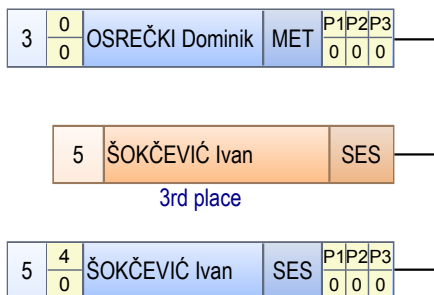 3 0 0 OSREČKI Dominik MET P1 P2 P3 0 0 0
5 ŠOKČEVIĆ Ivan SES
3rd place
5 4 0 ŠOKČEVIĆ Ivan SES P1 P2 P3 0 0 0